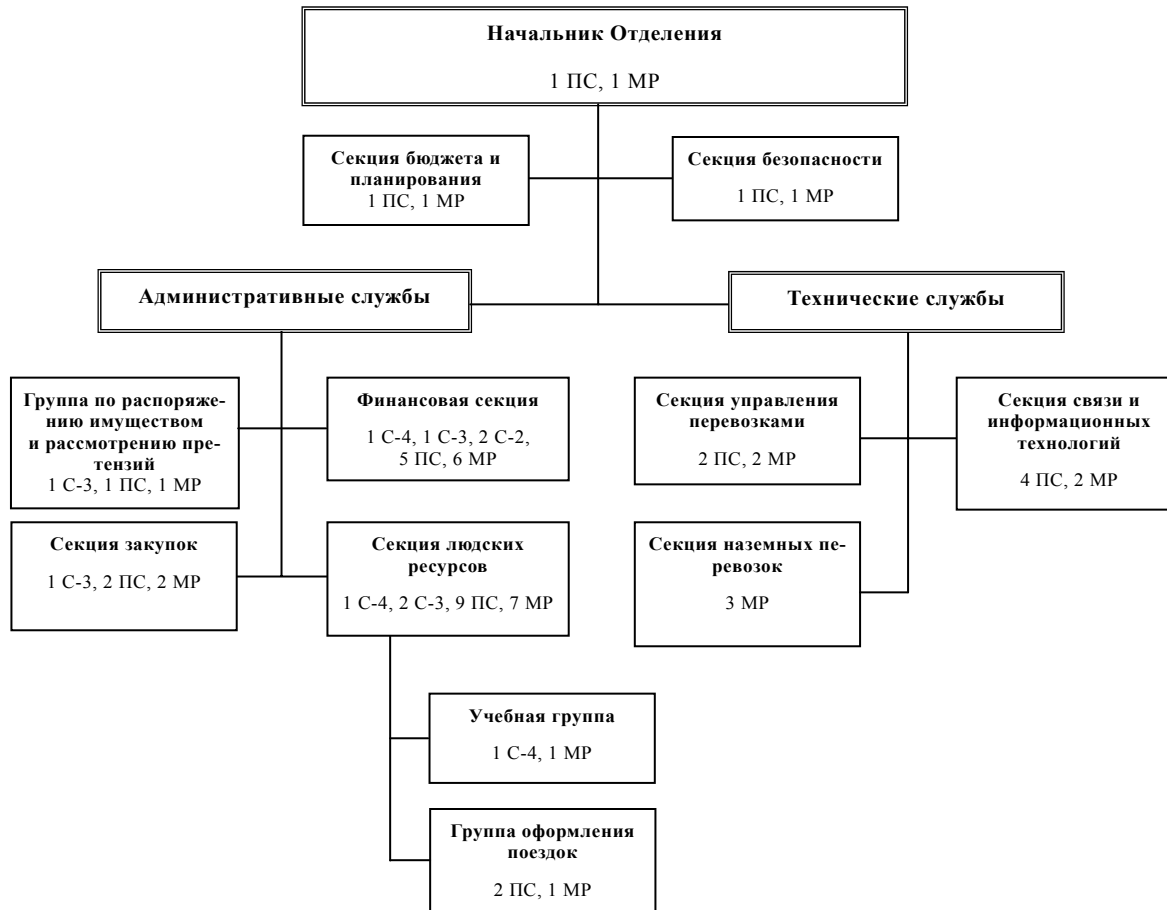 Начальник Отделения
1 ПС, 1 МР
Секция бюджета и
планирования
1 ПС, 1 МР
Секция безопасности
1 ПС, 1 МР
Административные службы
Технические службы
Группа по распоряже-
нию имуществом
и рассмотрению пре-
тензий
1 С-3, 1 ПС, 1 МР
Финансовая секция
1 С-4, 1 С-3, 2 С-2,
5 ПС, 6 МР
Секция управления
перевозками
2 ПС, 2 МР
Секция связи и
информационных
технологий
4 ПС, 2 МР
Секция закупок
1 С-3, 2 ПС, 2 МР
Секция людских
ресурсов
1 С-4, 2 С-3, 9 ПС, 7 МР
Секция наземных пе-
ревозок
3 МР
Учебная группа
1 С-4, 1 МР
Группа оформления
поездок
2 ПС, 1 МР